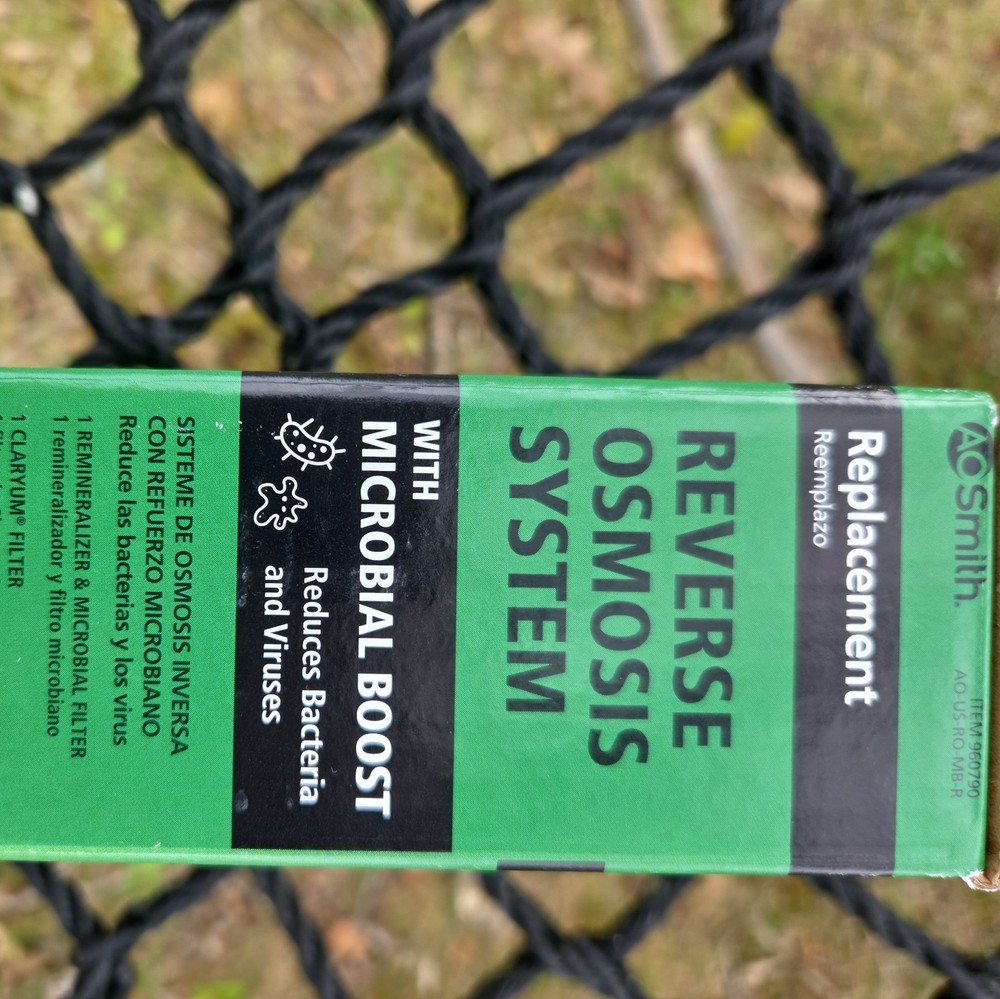 AO Smith.
ITEM 960790
AO-US-RO-MB-R
Replacement
Reemplazo
REVERSE
OSMOSIS
SYSTEM
WITH
MICROBIAL BOOST
Reduces Bacteria
and Viruses
SISTEME DE OSMOSIS INVERSA
CON REFUERZO MICROBIANO
Reduce las bacterias y los virus
1 REMINERALIZER & MICROBIAL FILTER
1 remineralizador y filtro microbiano
1 CLARYUM® FILTER